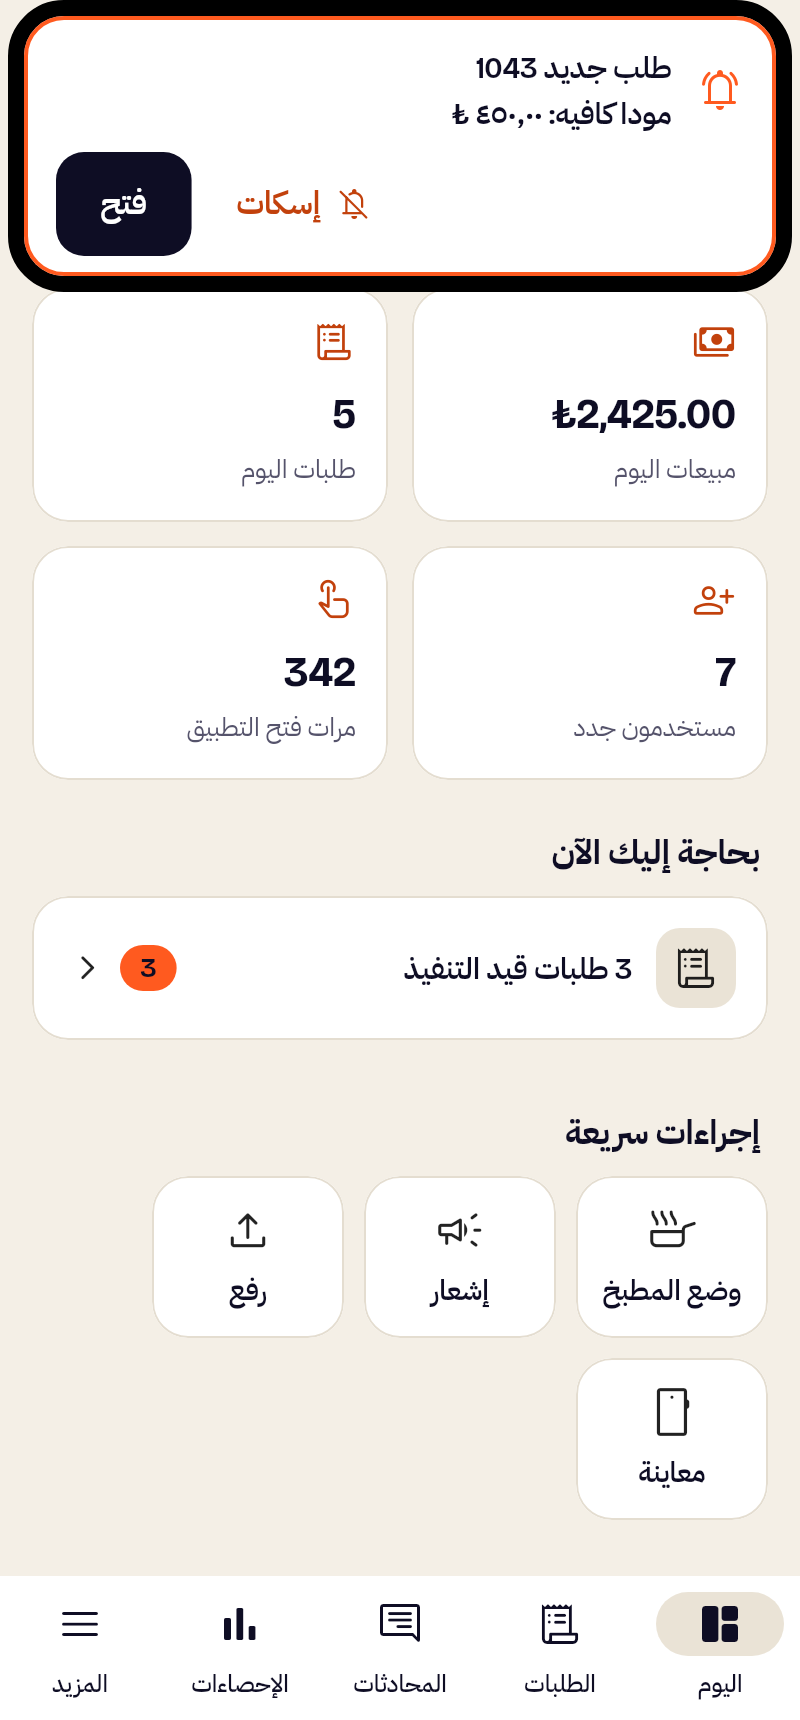 طلب جديد 1043
مودا كافيه: ٤٥٠,٠٠ ₺
إسكات
فتح
₺2,425.00
مبيعات اليوم
5
طلبات اليوم
7
مستخدمون جدد
342
مرات فتح التطبيق
بحاجة إليك الآن
3 طلبات قيد التنفيذ
3
إجراءات سريعة
وضع المطبخ
إشعار
رفع
معاينة
اليوم
الطلبات
المحادثات
الإحصاءات
المزيد